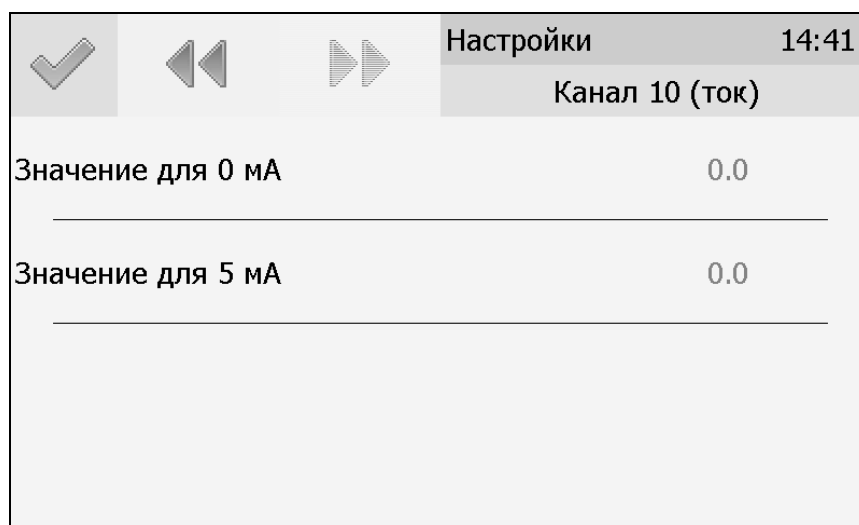 Настройки 14:41
Канал 10 (ток)
Значение для 0 мА 0.0
Значение для 5 мА 0.0